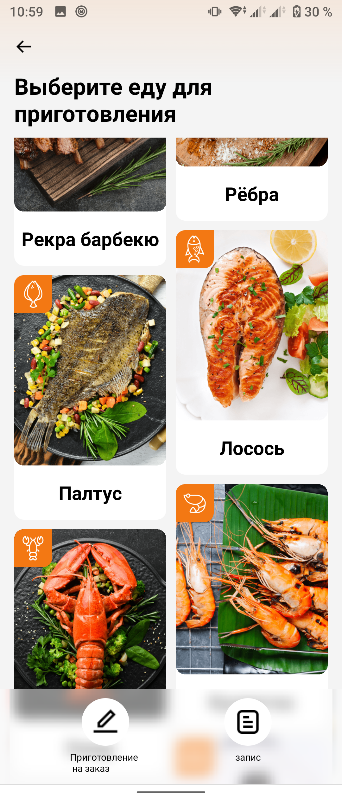 10:59
30 %
Выберите еду для
приготовления
Рёбра
Рекра барбекю
Лосось
Палтус
Приготовление
на заказ
запис